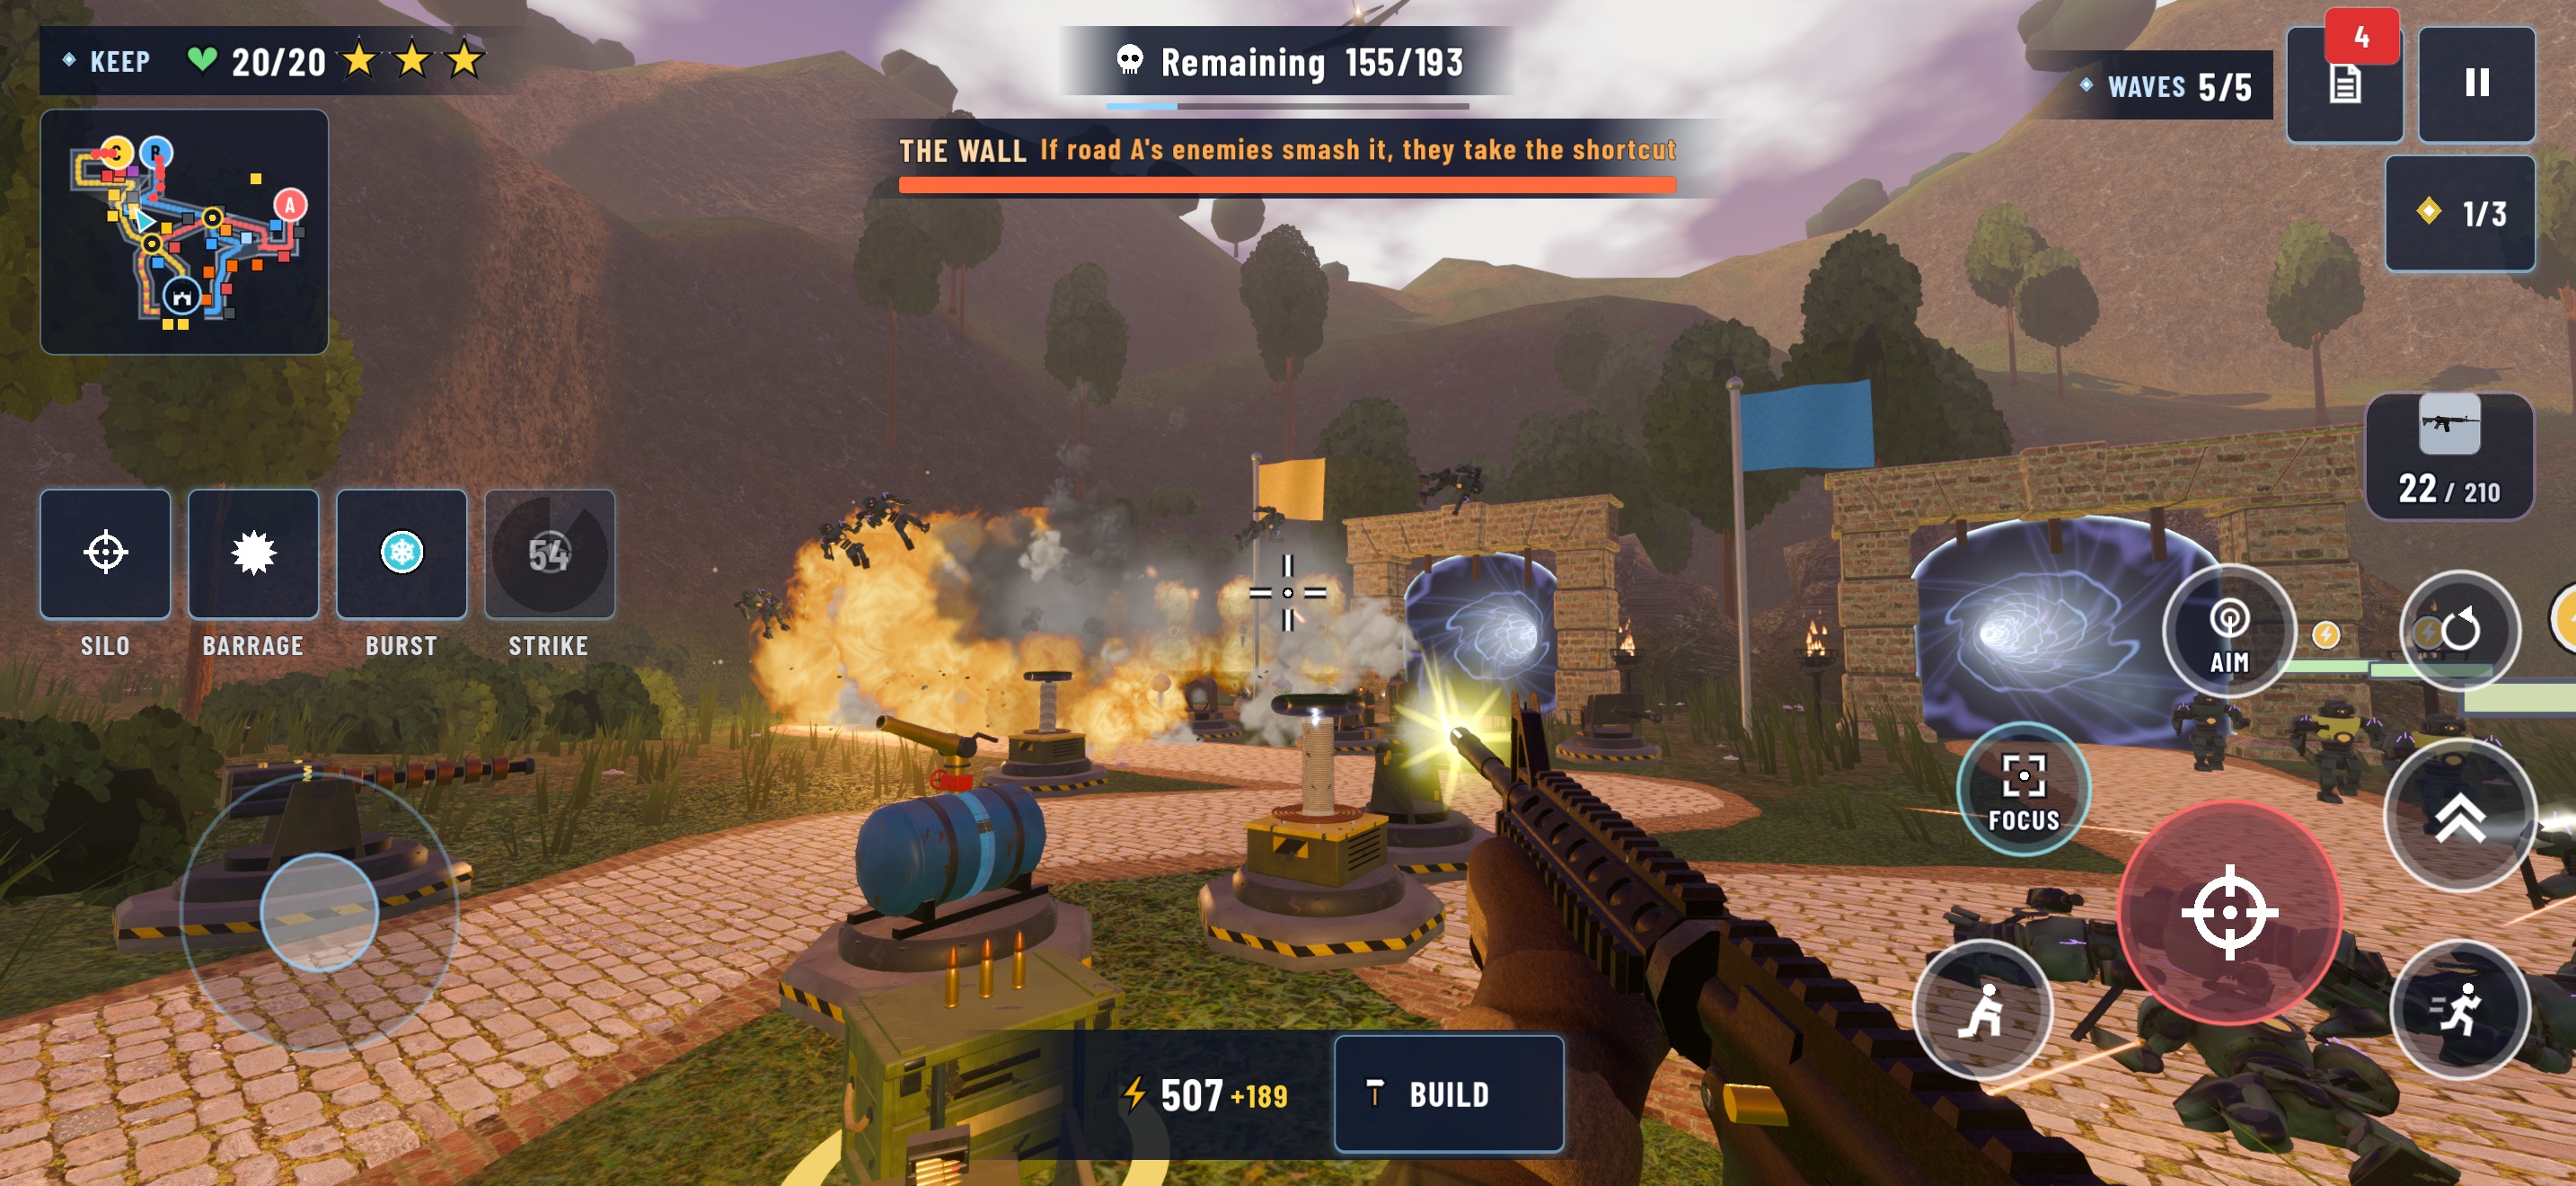 KEEP 20/20
Remaining 155/193
WAVES 5/5
4
THE WALL If road A's enemies smash it, they take the shortcut
1/3
C B
A
22 / 210
54
SILO BARRAGE BURST STRIKE
AIM
FOCUS
507 +189
BUILD